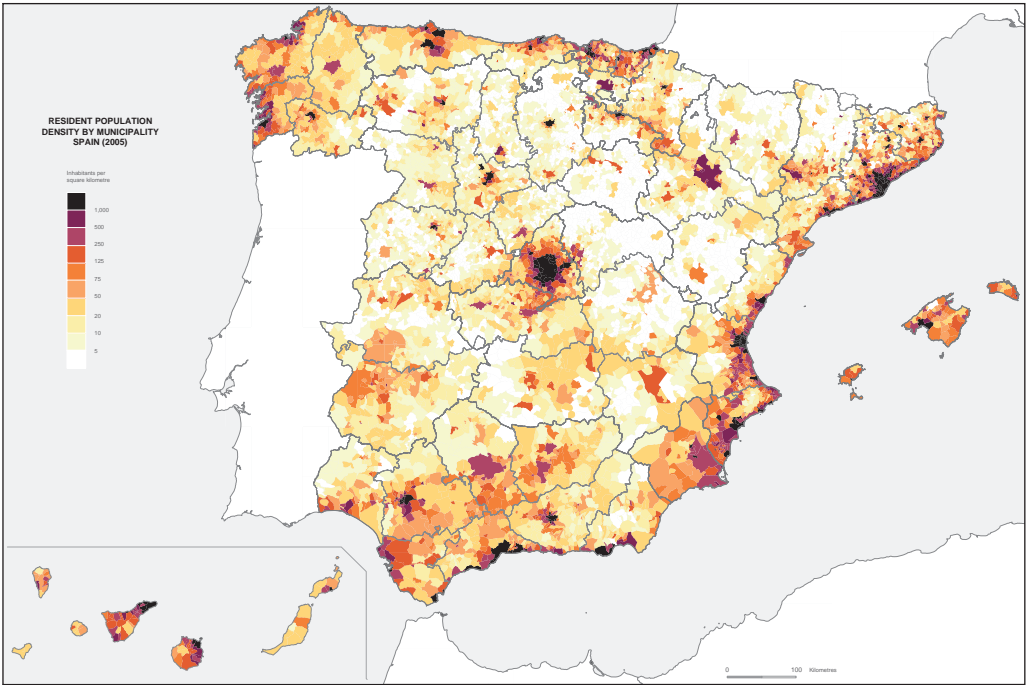 RESIDENT POPULATION
DENSITY BY MUNICIPALITY
SPAIN (2005)
Inhabitants per
square kilometre
1,000
500
250
125
75
50
20
10
5
0 100 Kilometres